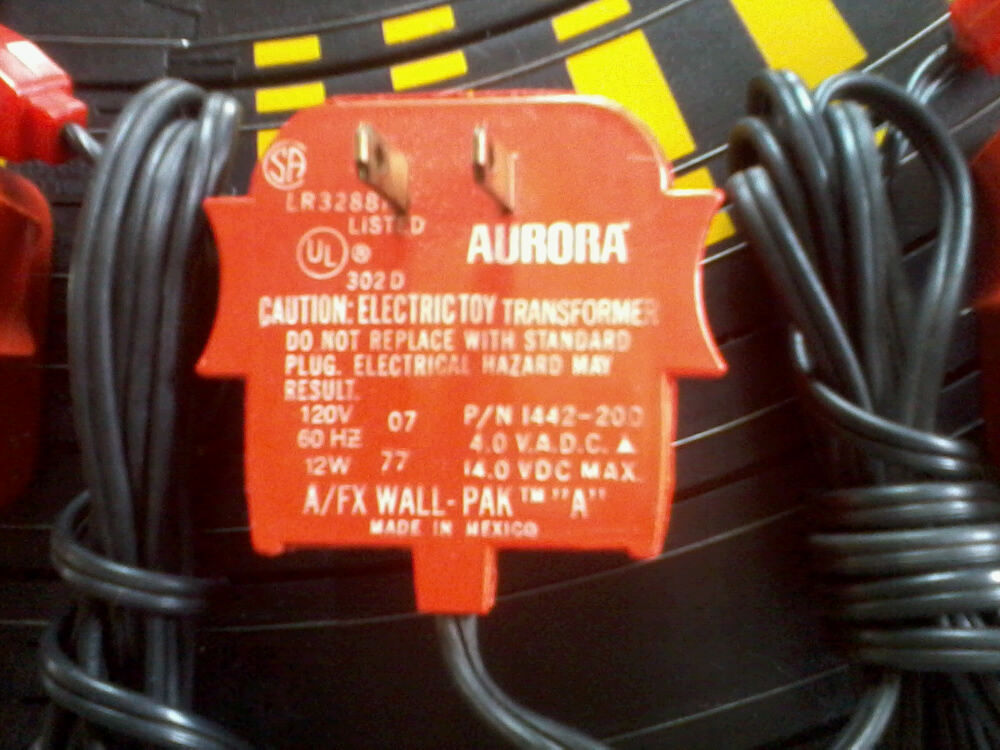 SA
LISTED
UL ®
302D
AURORA
CAUTION: ELECTRIC TOY TRANSFORMER
DO NOT REPLACE WITH STANDARD
PLUG. ELECTRICAL HAZARD MAY
RESULT.
120V 07 P/N 1442-200
60 HZ 4.0 V.A.D.C. ▲
12W 77 14.0 VDC MAX.
A/FX WALL-PAK ™ "A"
MADE IN MEXICO